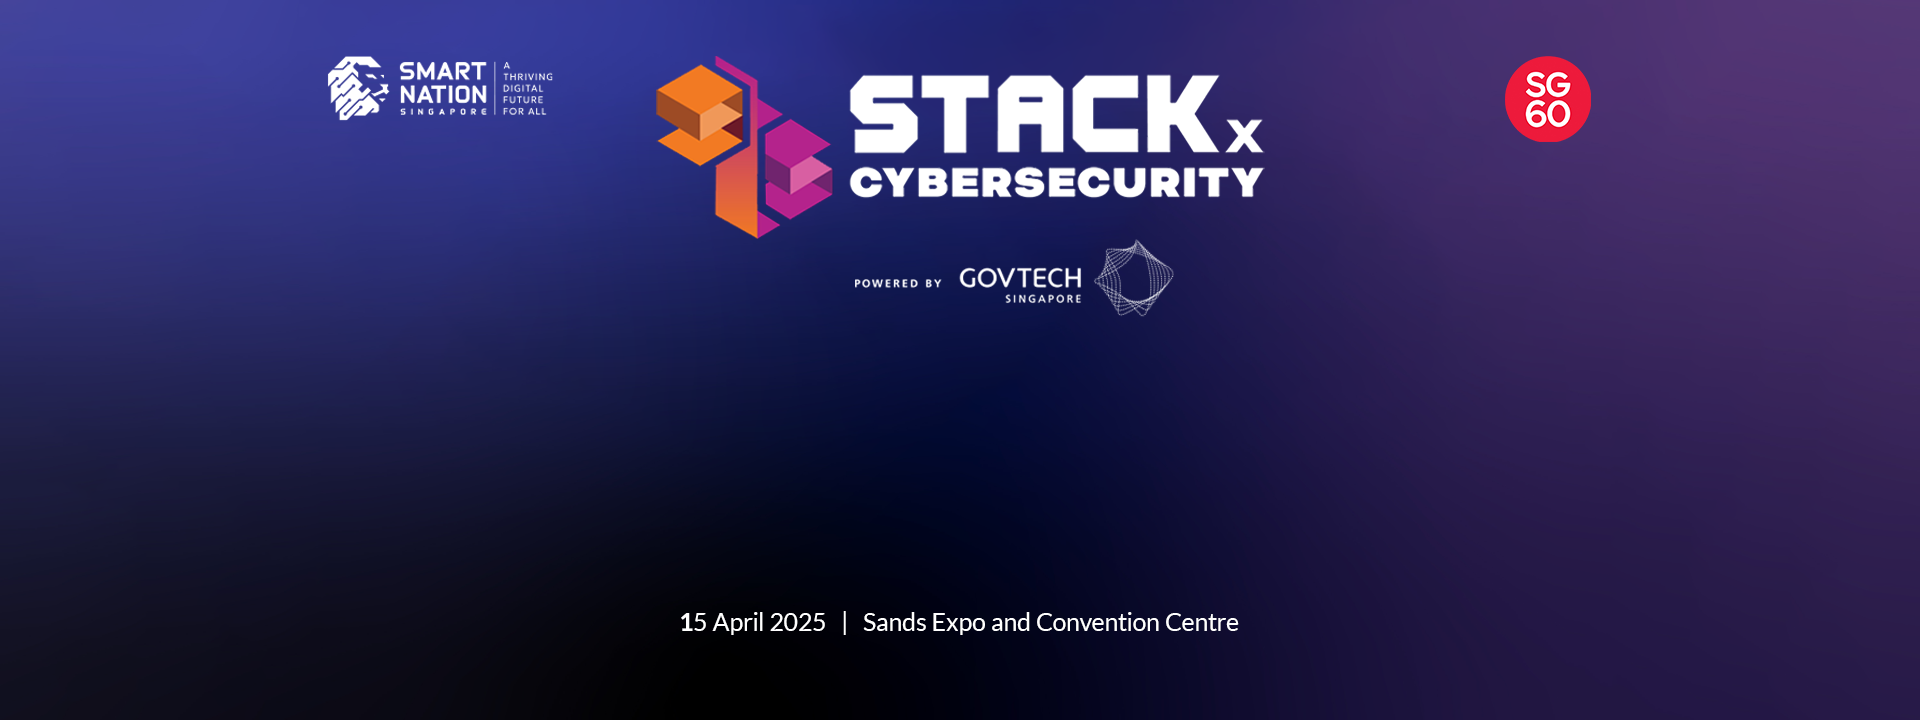 SMART
NATION
SINGAPORE
A
THRIVING
DIGITAL
FUTURE
FOR ALL
STACK x
CYBERSECURITY
POWERED BY
GOVTECH
SINGAPORE
SG
60
15 April 2025 | Sands Expo and Convention Centre